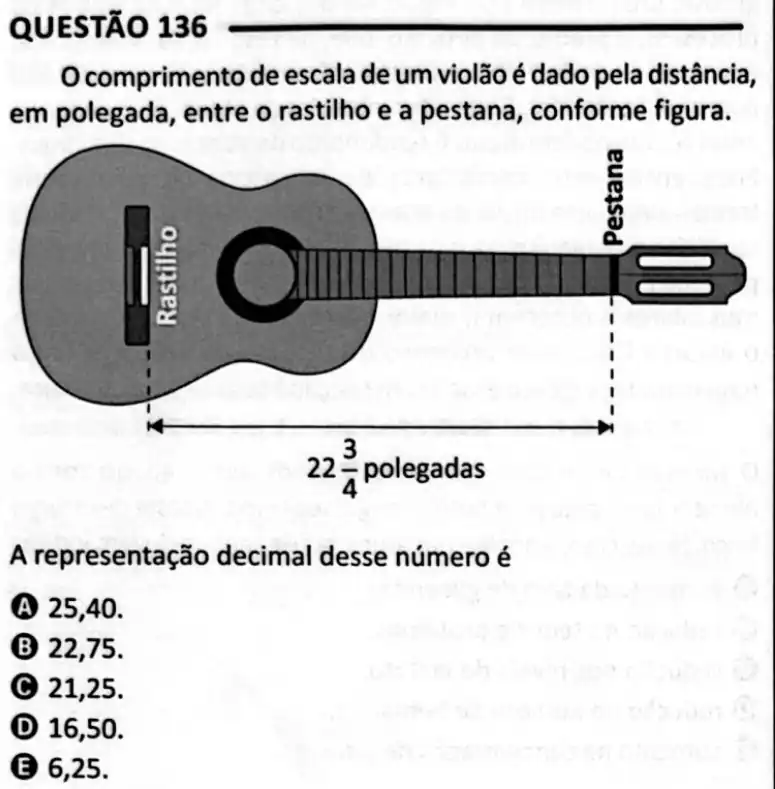 QUESTÃO 136
O comprimento de escala de um violão é dado pela distância,
em polegada, entre o rastilho e a pestana, conforme figura.
Pestana
Rastilho
22 3/4 polegadas
A representação decimal desse número é
A 25,40.
B 22,75.
C 21,25.
D 16,50.
E 6,25.